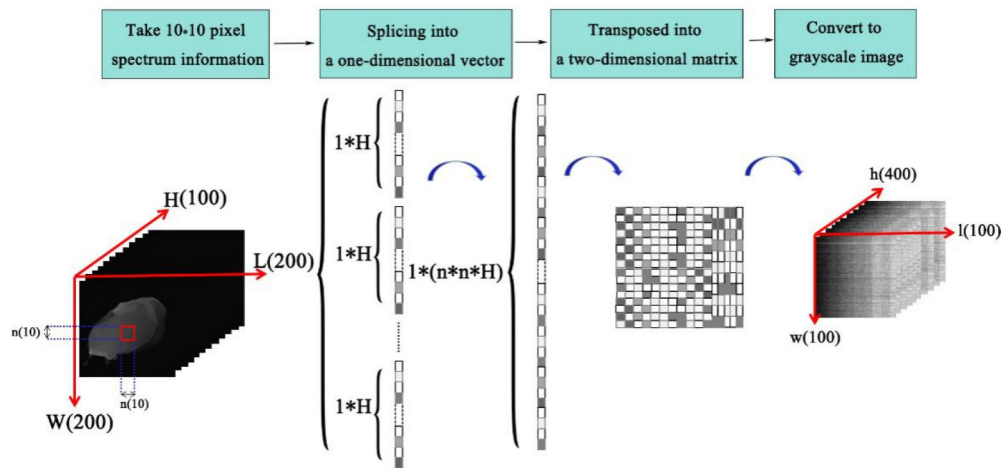 Take 10*10 pixel
spectrum information
Splicing into
a one-dimensional vector
Transposed into
a two-dimensional matrix
Convert to
grayscale image
H(100)
L(200)
n(10)
n(10)
W(200)
1*H
1*H
1*H
1*(n*n*H)
h(400)
l(100)
w(100)